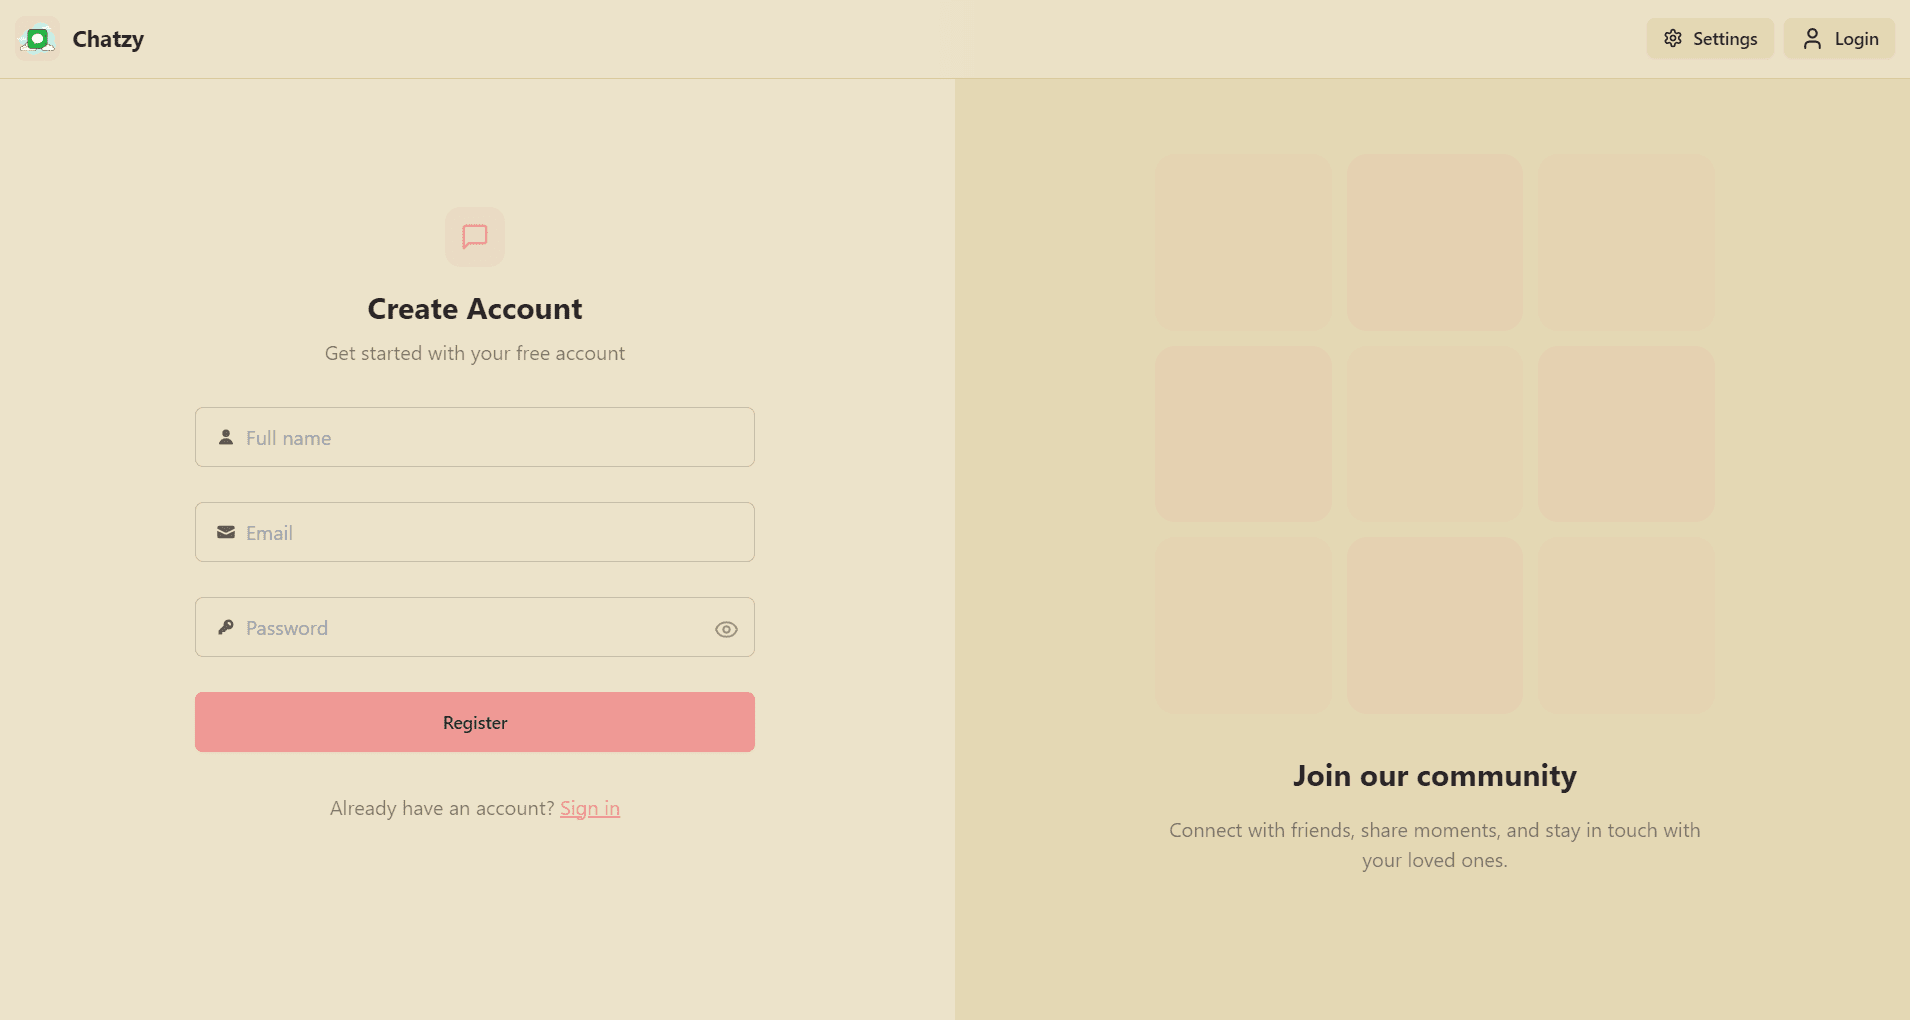 Chatzy
Settings
Login
Create Account
Get started with your free account
Full name
Email
Password
Register
Already have an account? Sign in
Join our community
Connect with friends, share moments, and stay in touch with
your loved ones.